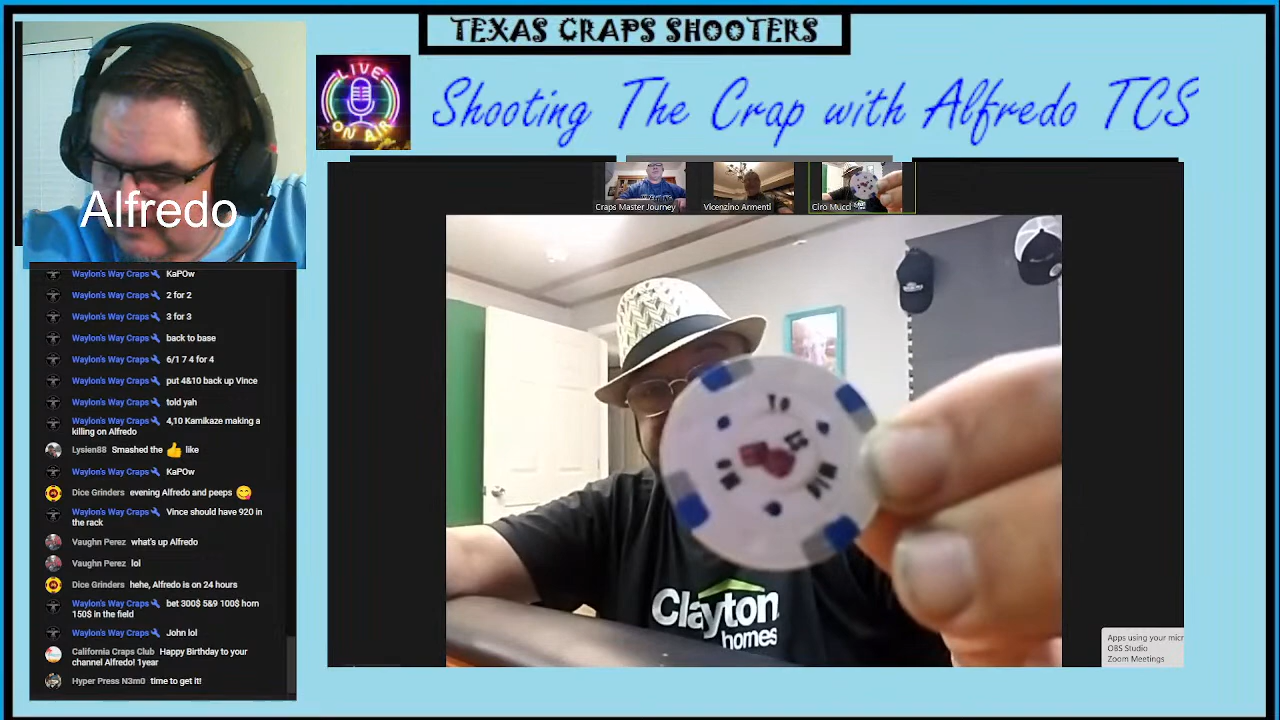 TEXAS CRAPS SHOOTERS
LIVE
ON AIR
Shooting The Crap with Alfredo TCS
Alfredo
Craps Master Journey
Vicenzino Armenti
Ciro Mucci
Waylon's Way Craps KaPOw
Waylon's Way Craps 2 for 2
Waylon's Way Craps 3 for 3
Waylon's Way Craps back to base
Waylon's Way Craps 6/1 7 4 for 4
Waylon's Way Craps put 4&10 back up Vince
Waylon's Way Craps told yah
Waylon's Way Craps 4,10 Kamikaze making a
killing on Alfredo
Lysien88 Smashed the 👍 like
Waylon's Way Craps KaPOw
Dice Grinders evening Alfredo and peeps 😋
Waylon's Way Craps Vince should have 920 in
the rack
Vaughn Perez what's up Alfredo
Vaughn Perez lol
Dice Grinders hehe, Alfredo is on 24 hours
Waylon's Way Craps bet 300$ 5&9 100$ horn
150$ in the field
Waylon's Way Craps John lol
California Craps Club Happy Birthday to your
channel Alfredo! 1year
Hyper Press N3m0 time to get it!
TO
Clayton
homes
Apps using your micr
OBS Studio
Zoom Meetings